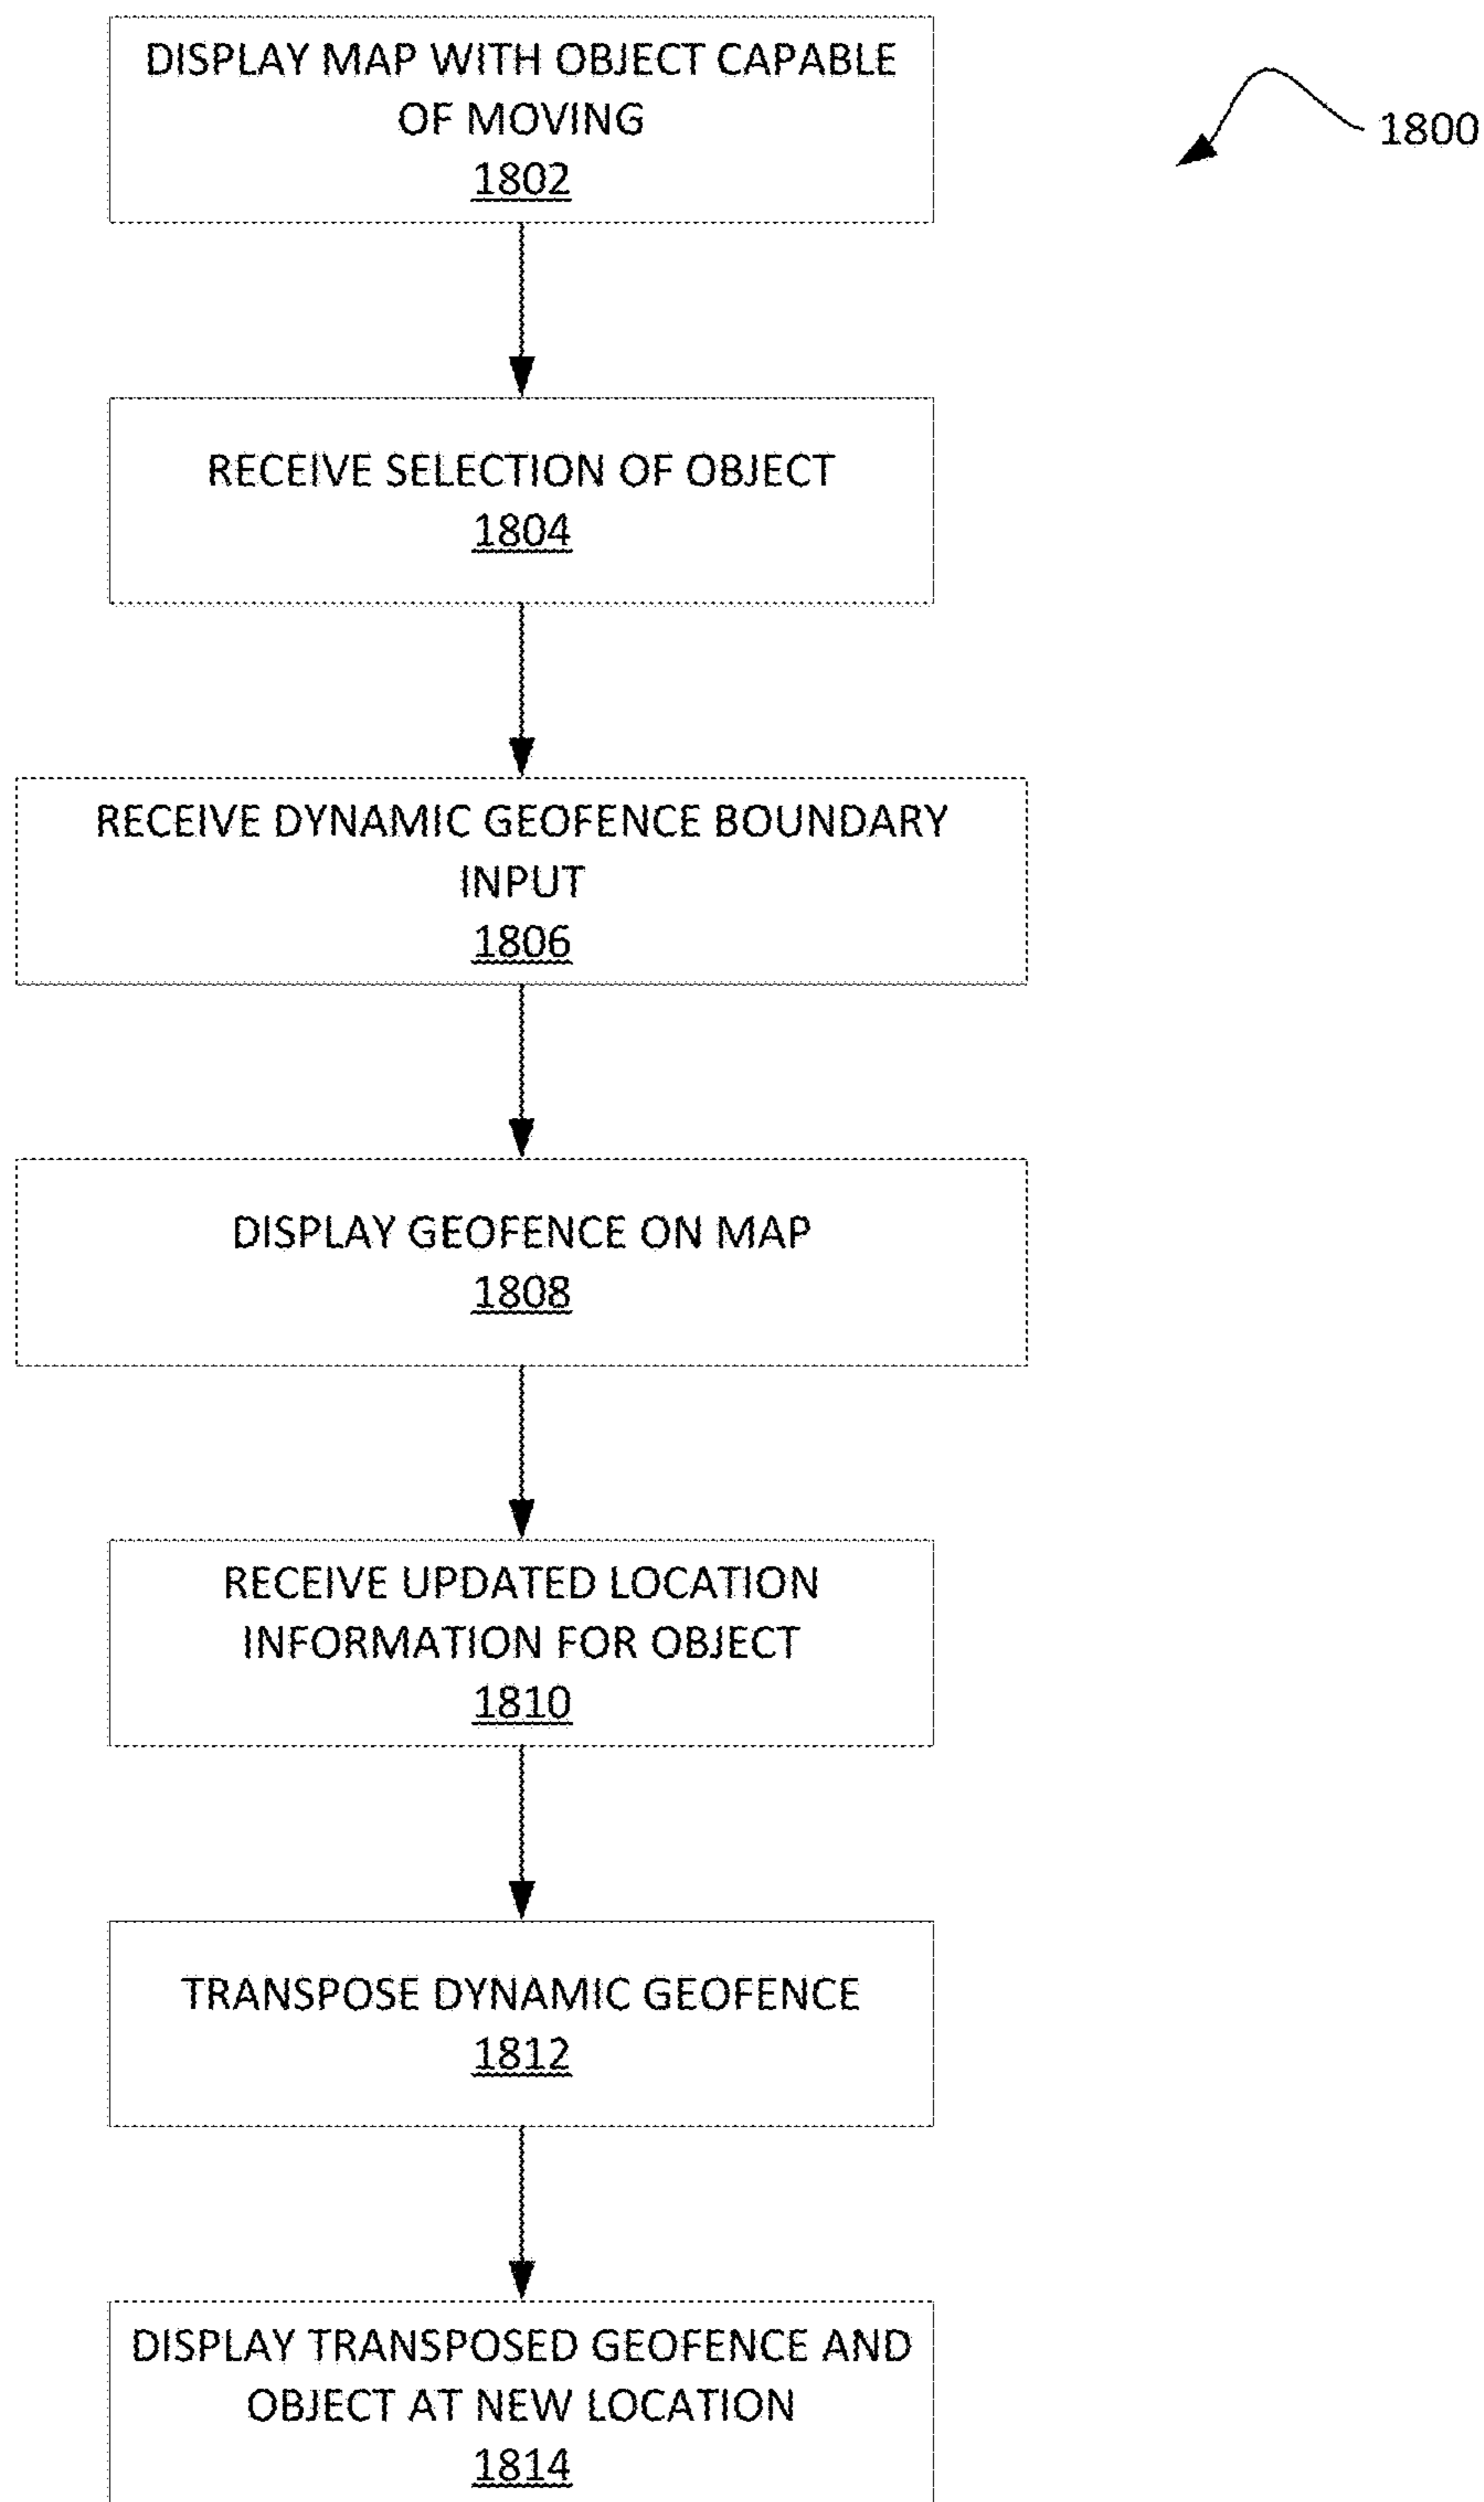 DISPLAY MAP WITH OBJECT CAPABLE
OF MOVING
1802
1800
RECEIVE SELECTION OF OBJECT
1804
RECEIVE DYNAMIC GEOFENCE BOUNDARY
INPUT
1806
DISPLAY GEOFENCE ON MAP
1808
RECEIVE UPDATED LOCATION
INFORMATION FOR OBJECT
1810
TRANSPOSE DYNAMIC GEOFENCE
1812
DISPLAY TRANSPOSED GEOFENCE AND
OBJECT AT NEW LOCATION
1814